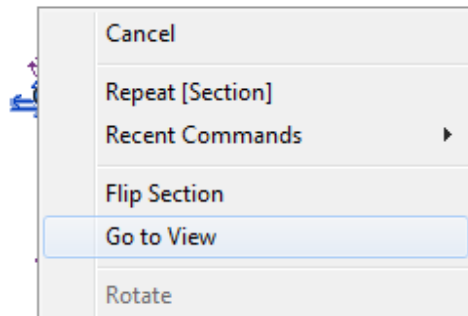 Cancel
Repeat [Section]
Recent Commands
Flip Section
Go to View
Rotate